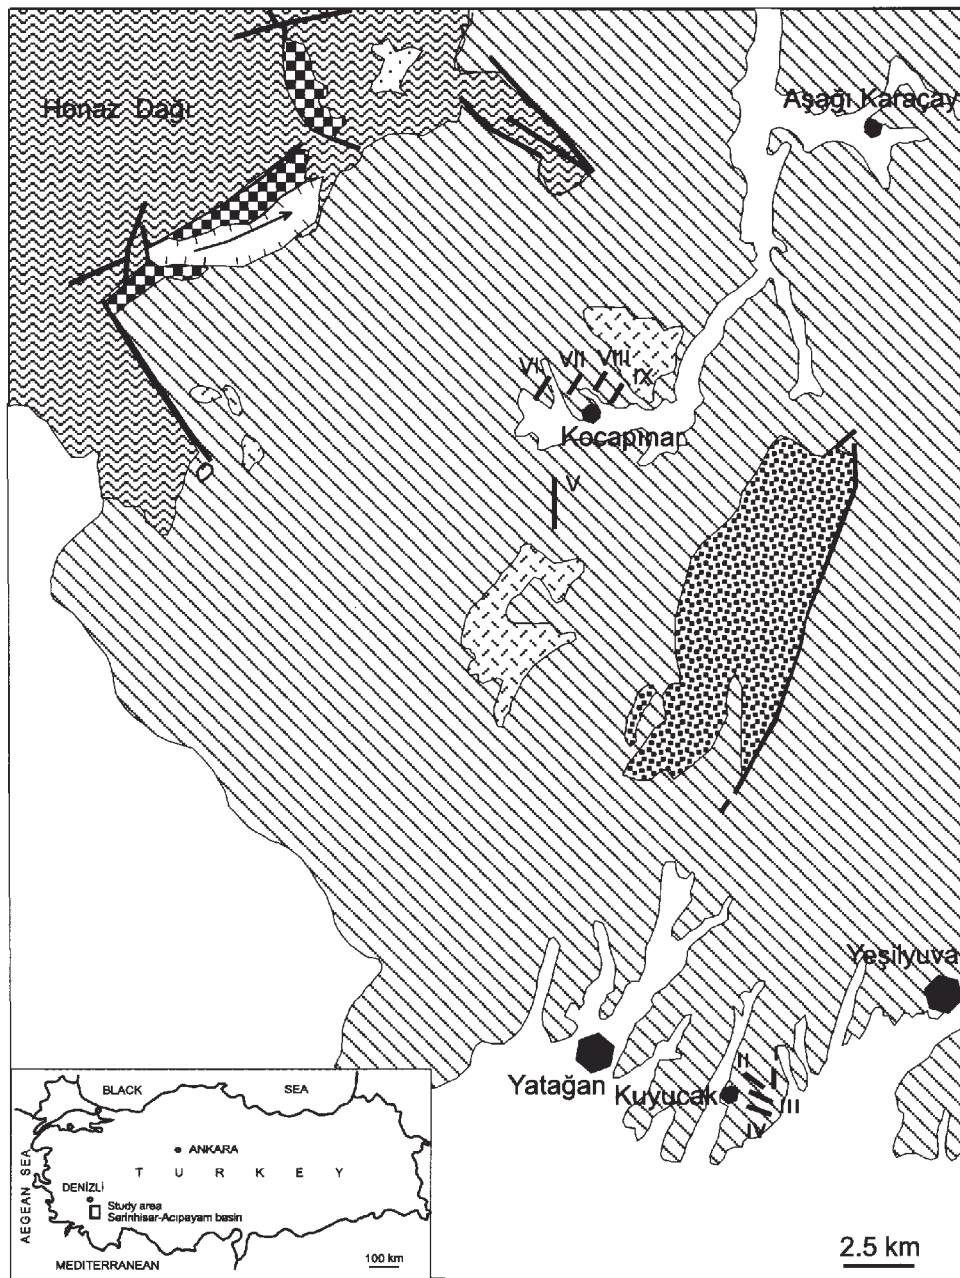 Honaz Dağı
Aşağı Karaçay
VI
VII
VIII
IX
Kocapınar
V
Yeşilyuva
Yatağan
Kuyucak
I
II
III
IV
BLACK SEA
ANKARA
TURKEY
DENİZLİ
Study area
Serinhisar-Acıpayam basin
AEGEAN SEA
MEDITERRANEAN
100 km
2.5 km